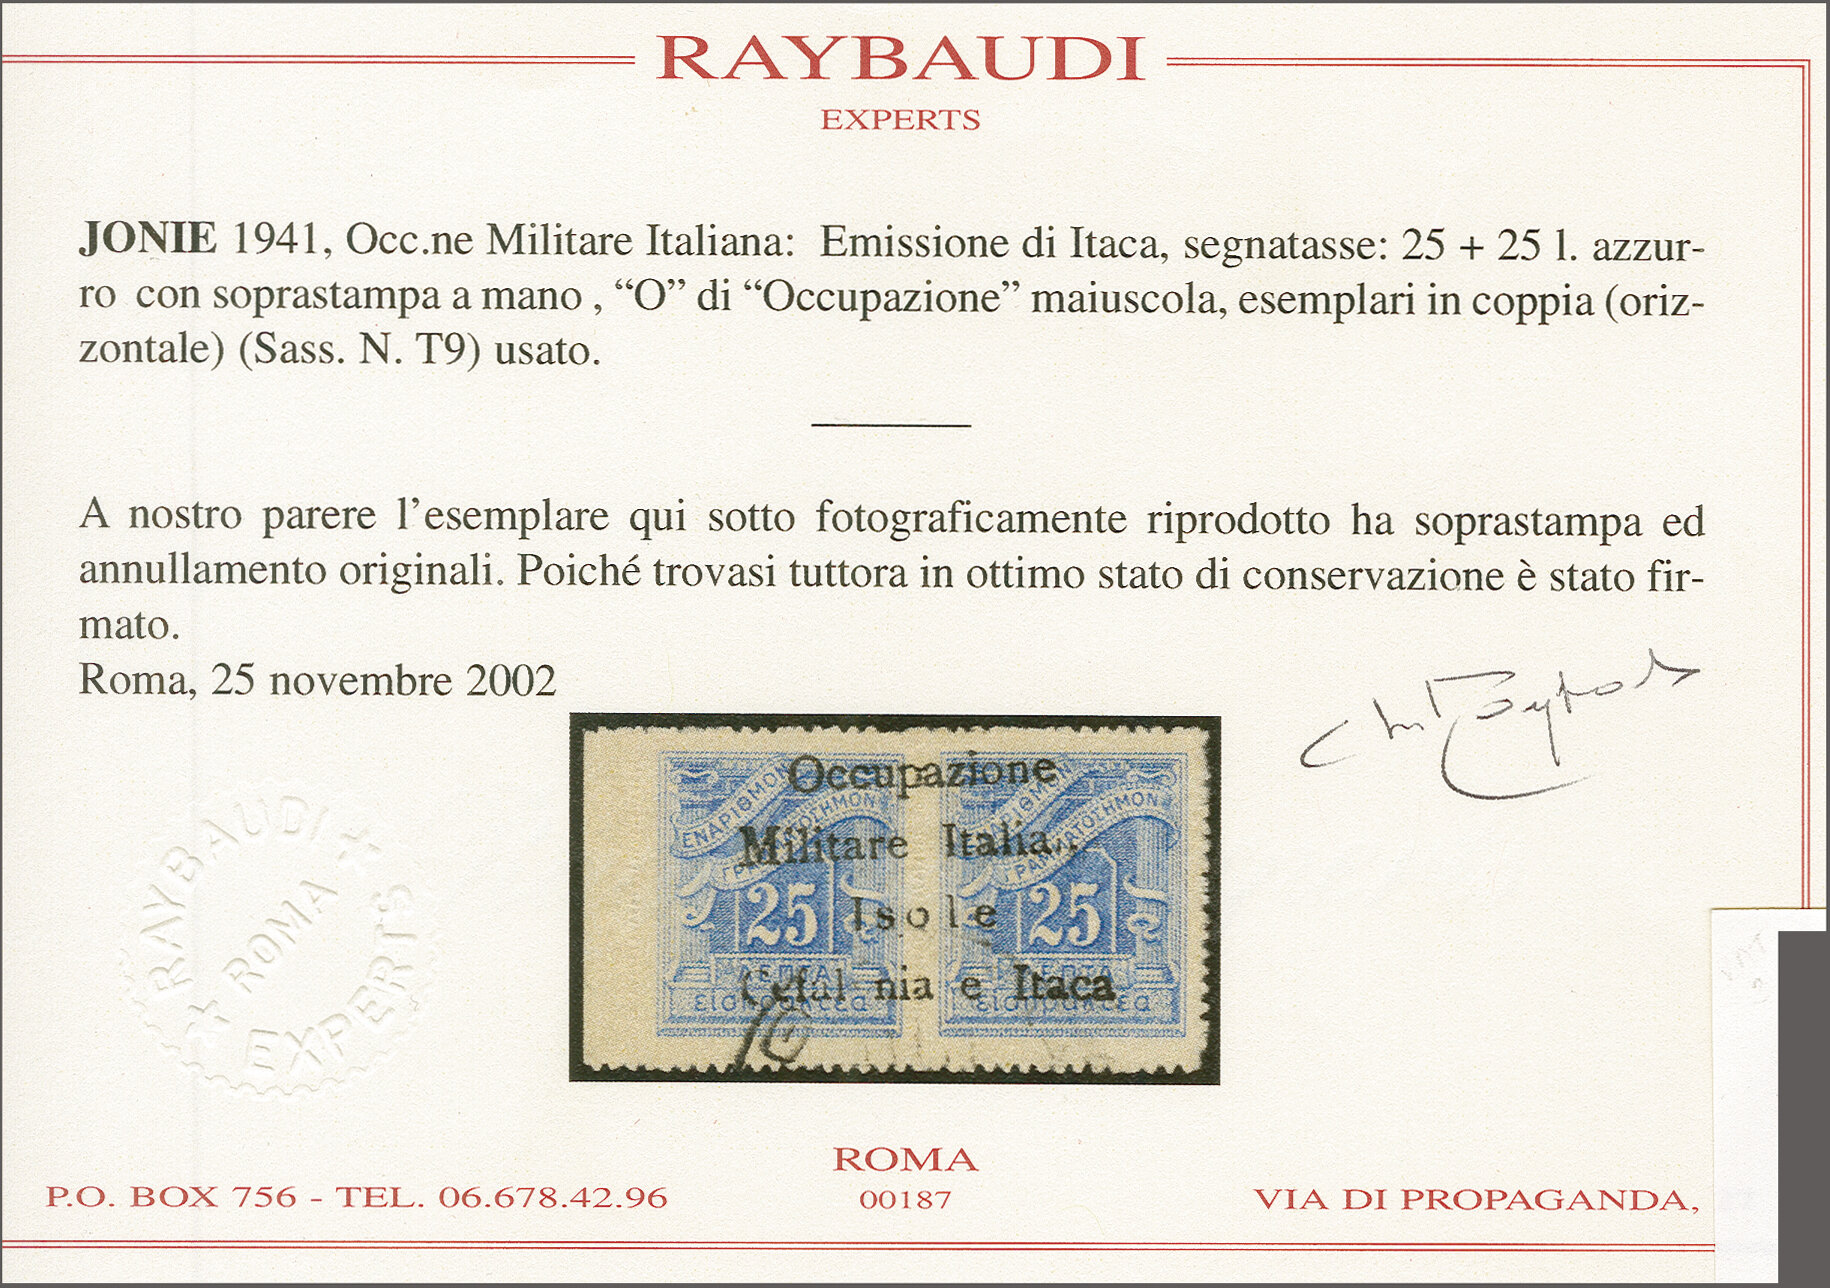 RAYBAUDI
EXPERTS
JONIE 1941, Occ.ne Militare Italiana: Emissione di Itaca, segnatasse: 25 + 25 l. azzur-
ro con soprastampa a mano , “O” di “Occupazione” maiuscola, esemplari in coppia (oriz-
zontale) (Sass. N. T9) usato.
A nostro parere l’esemplare qui sotto fotograficamente riprodotto ha soprastampa ed
annullamento originali. Poiché trovasi tuttora in ottimo stato di conservazione è stato fir-
mato.
Roma, 25 novembre 2002
Occupazione
Militare Italia
Isole
nia e Itaca
ΕΝΑΡΙΘΜΟΝ
25
ΓΡΑΜΜΑΤΟΣΗΜΟΝ
25
RAYBAUDI
ROMA
EXPERTS
ROMA
P.O. BOX 756 - TEL. 06.678.42.96
00187
VIA DI PROPAGANDA,